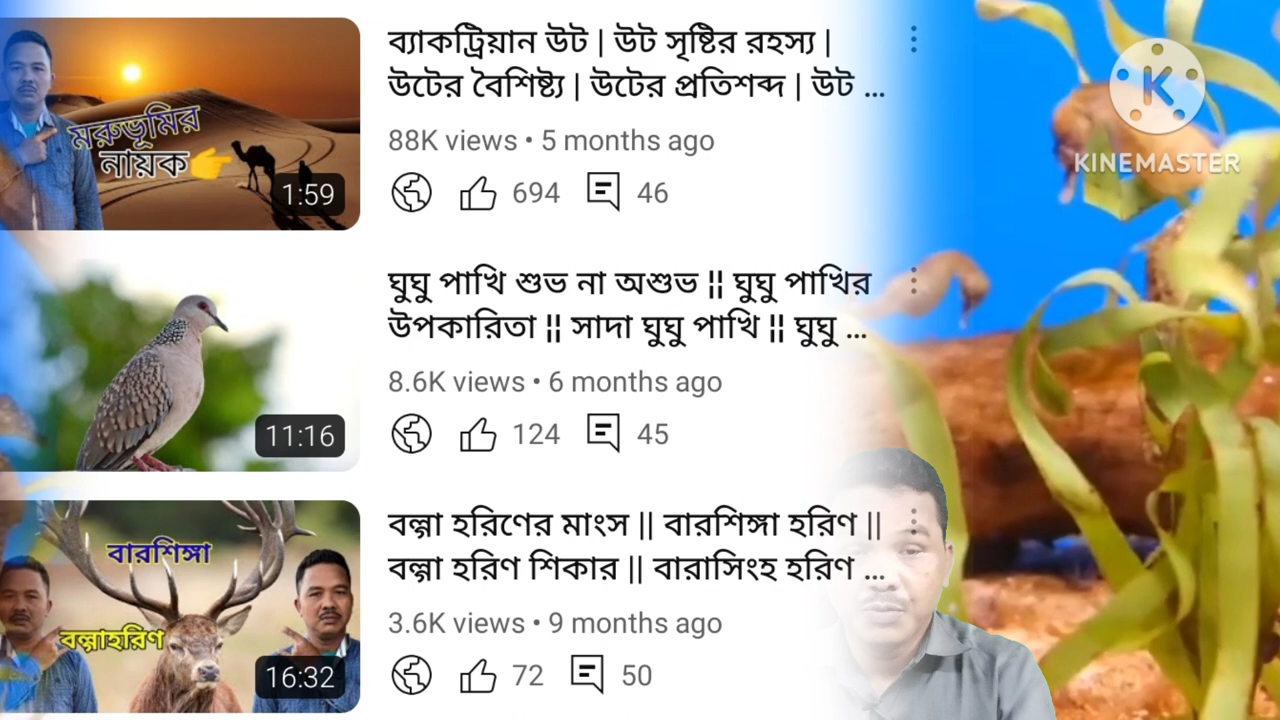 ব্যাকট্রিয়ান উট | উট সৃষ্টির রহস্য |
উটের বৈশিষ্ট্য | উটের প্রতিশব্দ | উট ...
88K views • 5 months ago
694 46
মরুভূমির
নায়ক
1:59
ঘুঘু পাখি শুভ না অশুভ ¦¦ ঘুঘু পাখির
উপকারিতা ¦¦ সাদা ঘুঘু পাখি ¦¦ ঘুঘু ...
8.6K views • 6 months ago
124 45
11:16
বল্গা হরিণের মাংস || বারশিঙ্গা হরিণ ||
বল্গা হরিণ শিকার || বারাসিংহ হরিণ ...
3.6K views • 9 months ago
72 50
বারশিঙ্গা
বল্গাহরিণ
16:32
K
KINEMASTER